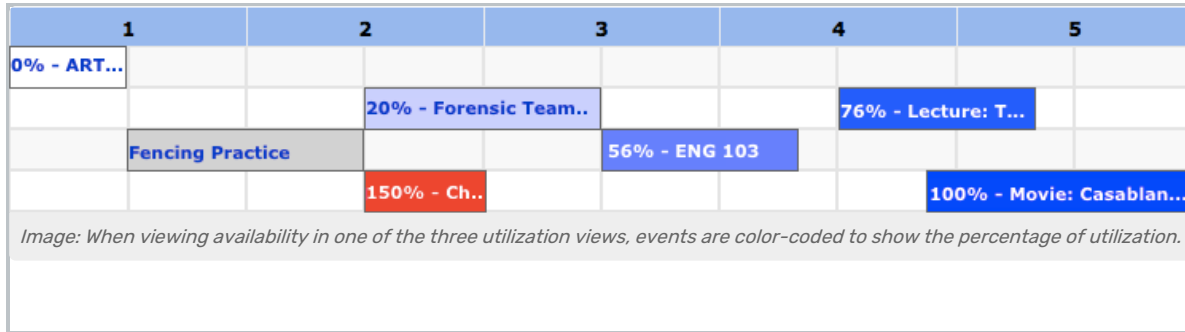 1 2 3 4 5
0% - ART...
20% - Forensic Team.. 76% - Lecture: T...
Fencing Practice 56% - ENG 103
150% - Ch.. 100% - Movie: Casablan...
Image: When viewing availability in one of the three utilization views, events are color-coded to show the percentage of utilization.